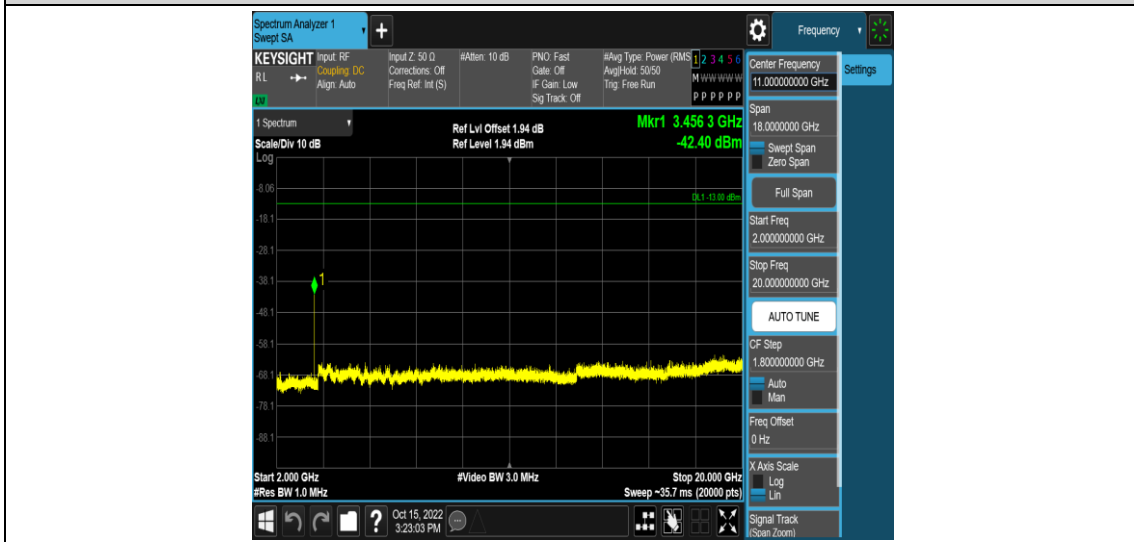 Spectrum Analyzer 1
Swept SA
Frequency
KEYSIGHT
RL
LXI
Input: RF
Coupling: DC
Align: Auto
Input Z: 50 Ω
Corrections: Off
Freq Ref: Int (S)
#Atten: 10 dB
PNO: Fast
Gate: Off
IF Gain: Low
Sig Track: Off
#Avg Type: Power (RMS
Avg|Hold: 50/50
Trig: Free Run
1 2 3 4 5 6
M W W W W W
P P P P P P
1 Spectrum
Scale/Div 10 dB
Log
Ref Lvl Offset 1.94 dB
Ref Level 1.94 dBm
Mkr1 3.456 3 GHz
-42.40 dBm
-8.06
DL1 -13.00 dBm
-18.1
-28.1
-38.1
1
-48.1
-58.1
-68.1
-78.1
-88.1
Start 2.000 GHz
#Res BW 1.0 MHz
#Video BW 3.0 MHz
Stop 20.000 GHz
Sweep ~35.7 ms (20000 pts)
Oct 15, 2022
3:23:03 PM
Settings
Center Frequency
11.000000000 GHz
Span
18.0000000 GHz
Swept Span
Zero Span
Full Span
Start Freq
2.000000000 GHz
Stop Freq
20.000000000 GHz
AUTO TUNE
CF Step
1.800000000 GHz
Auto
Man
Freq Offset
0 Hz
X Axis Scale
Log
Lin
Signal Track
(Span Zoom)